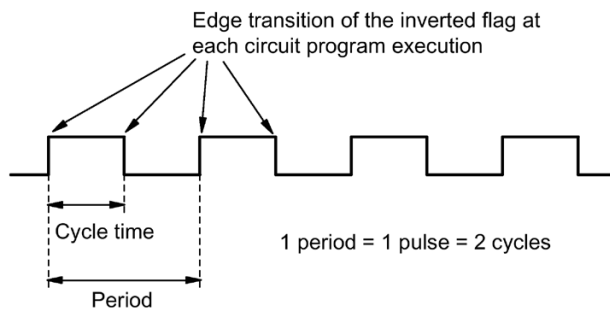 Edge transition of the inverted flag at
each circuit program execution
Cycle time
1 period = 1 pulse = 2 cycles
Period